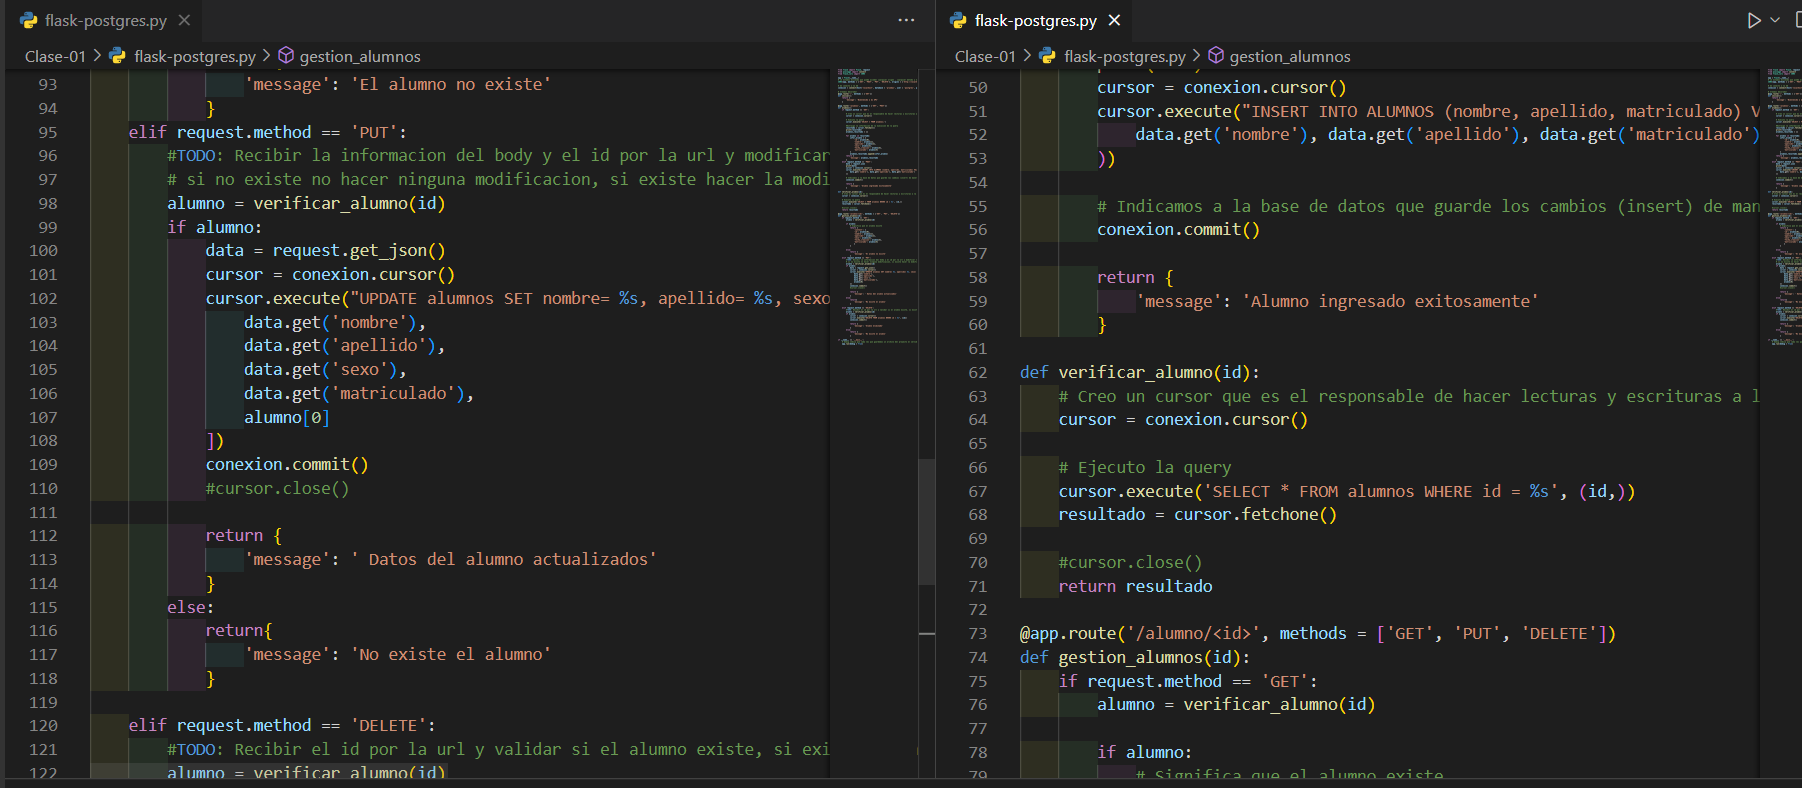 flask-postgres.py
Clase-01 > flask-postgres.py > gestion_alumnos
93 'message': 'El alumno no existe'
94 }
95 elif request.method == 'PUT':
96 #TODO: Recibir la informacion del body y el id por la url y modificar
97 # si no existe no hacer ninguna modificacion, si existe hacer la modi
98 alumno = verificar_alumno(id)
99 if alumno:
100 data = request.get_json()
101 cursor = conexion.cursor()
102 cursor.execute("UPDATE alumnos SET nombre= %s, apellido= %s, sexo
103 data.get('nombre'),
104 data.get('apellido'),
105 data.get('sexo'),
106 data.get('matriculado'),
107 alumno[0]
108 ])
109 conexion.commit()
110 #cursor.close()
111
112 return {
113 'message': ' Datos del alumno actualizados'
114 }
115 else:
116 return{
117 'message': 'No existe el alumno'
118 }
119
120 elif request.method == 'DELETE':
121 #TODO: Recibir el id por la url y validar si el alumno existe, si exi
122 alumno = verificar_alumno(id)
flask-postgres.py
Clase-01 > flask-postgres.py > gestion_alumnos
50 cursor = conexion.cursor()
51 cursor.execute("INSERT INTO ALUMNOS (nombre, apellido, matriculado) V
52 data.get('nombre'), data.get('apellido'), data.get('matriculado')
53 ))
54
55 # Indicamos a la base de datos que guarde los cambios (insert) de man
56 conexion.commit()
57
58 return {
59 'message': 'Alumno ingresado exitosamente'
60 }
61
62 def verificar_alumno(id):
63 # Creo un cursor que es el responsable de hacer lecturas y escrituras a l
64 cursor = conexion.cursor()
65
66 # Ejecuto la query
67 cursor.execute('SELECT * FROM alumnos WHERE id = %s', (id,))
68 resultado = cursor.fetchone()
69
70 #cursor.close()
71 return resultado
72
73 @app.route('/alumno/<id>', methods = ['GET', 'PUT', 'DELETE'])
74 def gestion_alumnos(id):
75 if request.method == 'GET':
76 alumno = verificar_alumno(id)
77
78 if alumno:
79 # Significa que el alumno existe